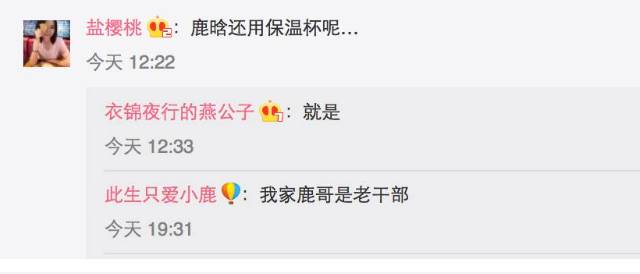 盐樱桃：鹿晗还用保温杯呢...
今天 12:22
衣锦夜行的燕公子：就是
今天 12:33
此生只爱小鹿：我家鹿哥是老干部
今天 19:31